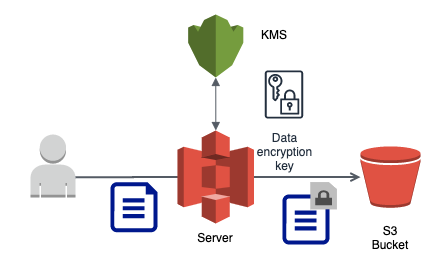 KMS
Data
encryption
key
Server
S3
Bucket